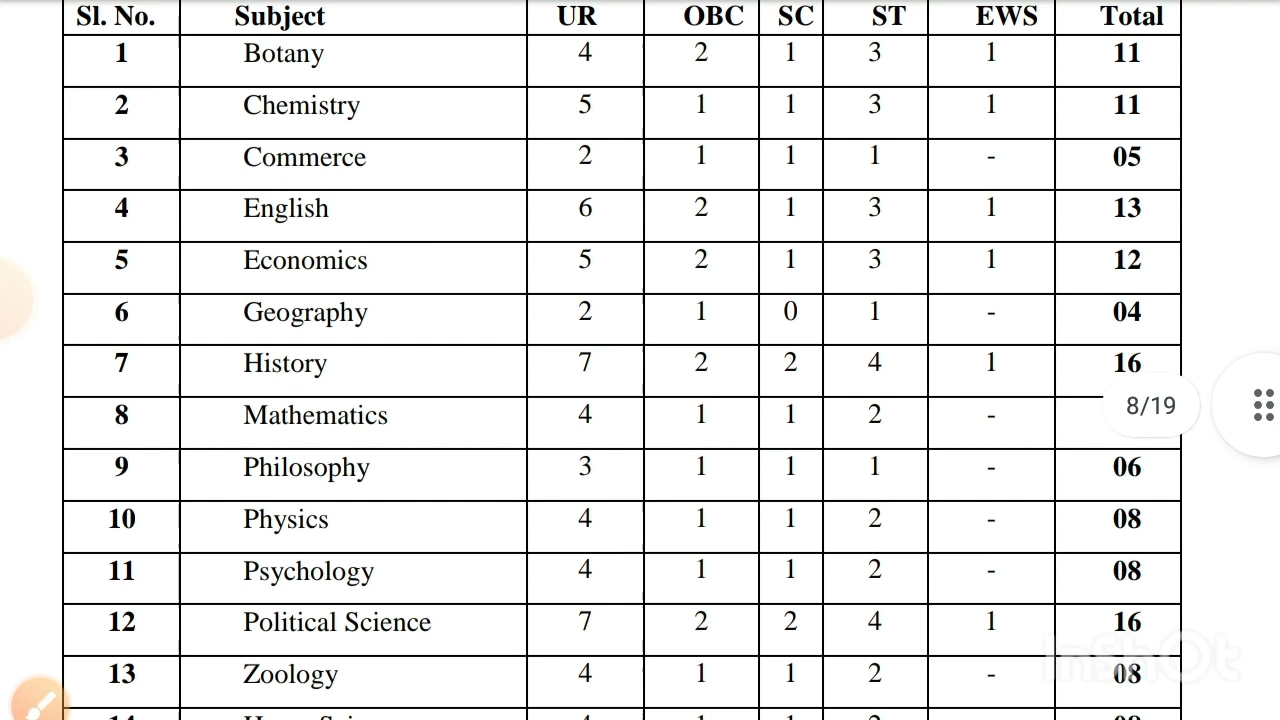 Sl. No. Subject UR OBC SC ST EWS Total
1 Botany 4 2 1 3 1 11
2 Chemistry 5 1 1 3 1 11
3 Commerce 2 1 1 1 - 05
4 English 6 2 1 3 1 13
5 Economics 5 2 1 3 1 12
6 Geography 2 1 0 1 - 04
7 History 7 2 2 4 1 16
8 Mathematics 4 1 1 2 -
8/19
9 Philosophy 3 1 1 1 - 06
10 Physics 4 1 1 2 - 08
11 Psychology 4 1 1 2 - 08
12 Political Science 7 2 2 4 1 16
InShOt
13 Zoology 4 1 1 2 - 08